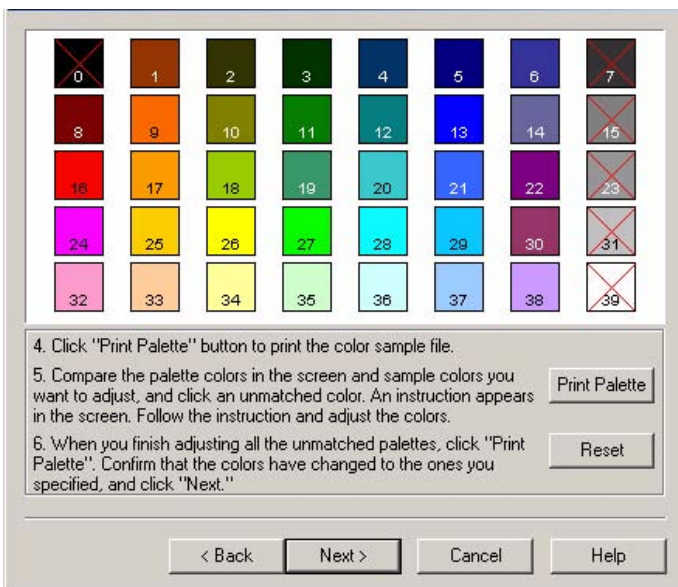 0 1 2 3 4 5 6 7
8 9 10 11 12 13 14 15
16 17 18 19 20 21 22 23
24 25 26 27 28 29 30 31
32 33 34 35 36 37 38 39
4. Click "Print Palette" button to print the color sample file.
5. Compare the palette colors in the screen and sample colors you
want to adjust, and click an unmatched color. An instruction appears
in the screen. Follow the instruction and adjust the colors.
Print Palette
6. When you finish adjusting all the unmatched palettes, click "Print
Palette". Confirm that the colors have changed to the ones you
specified, and click "Next."
Reset
< Back Next > Cancel Help